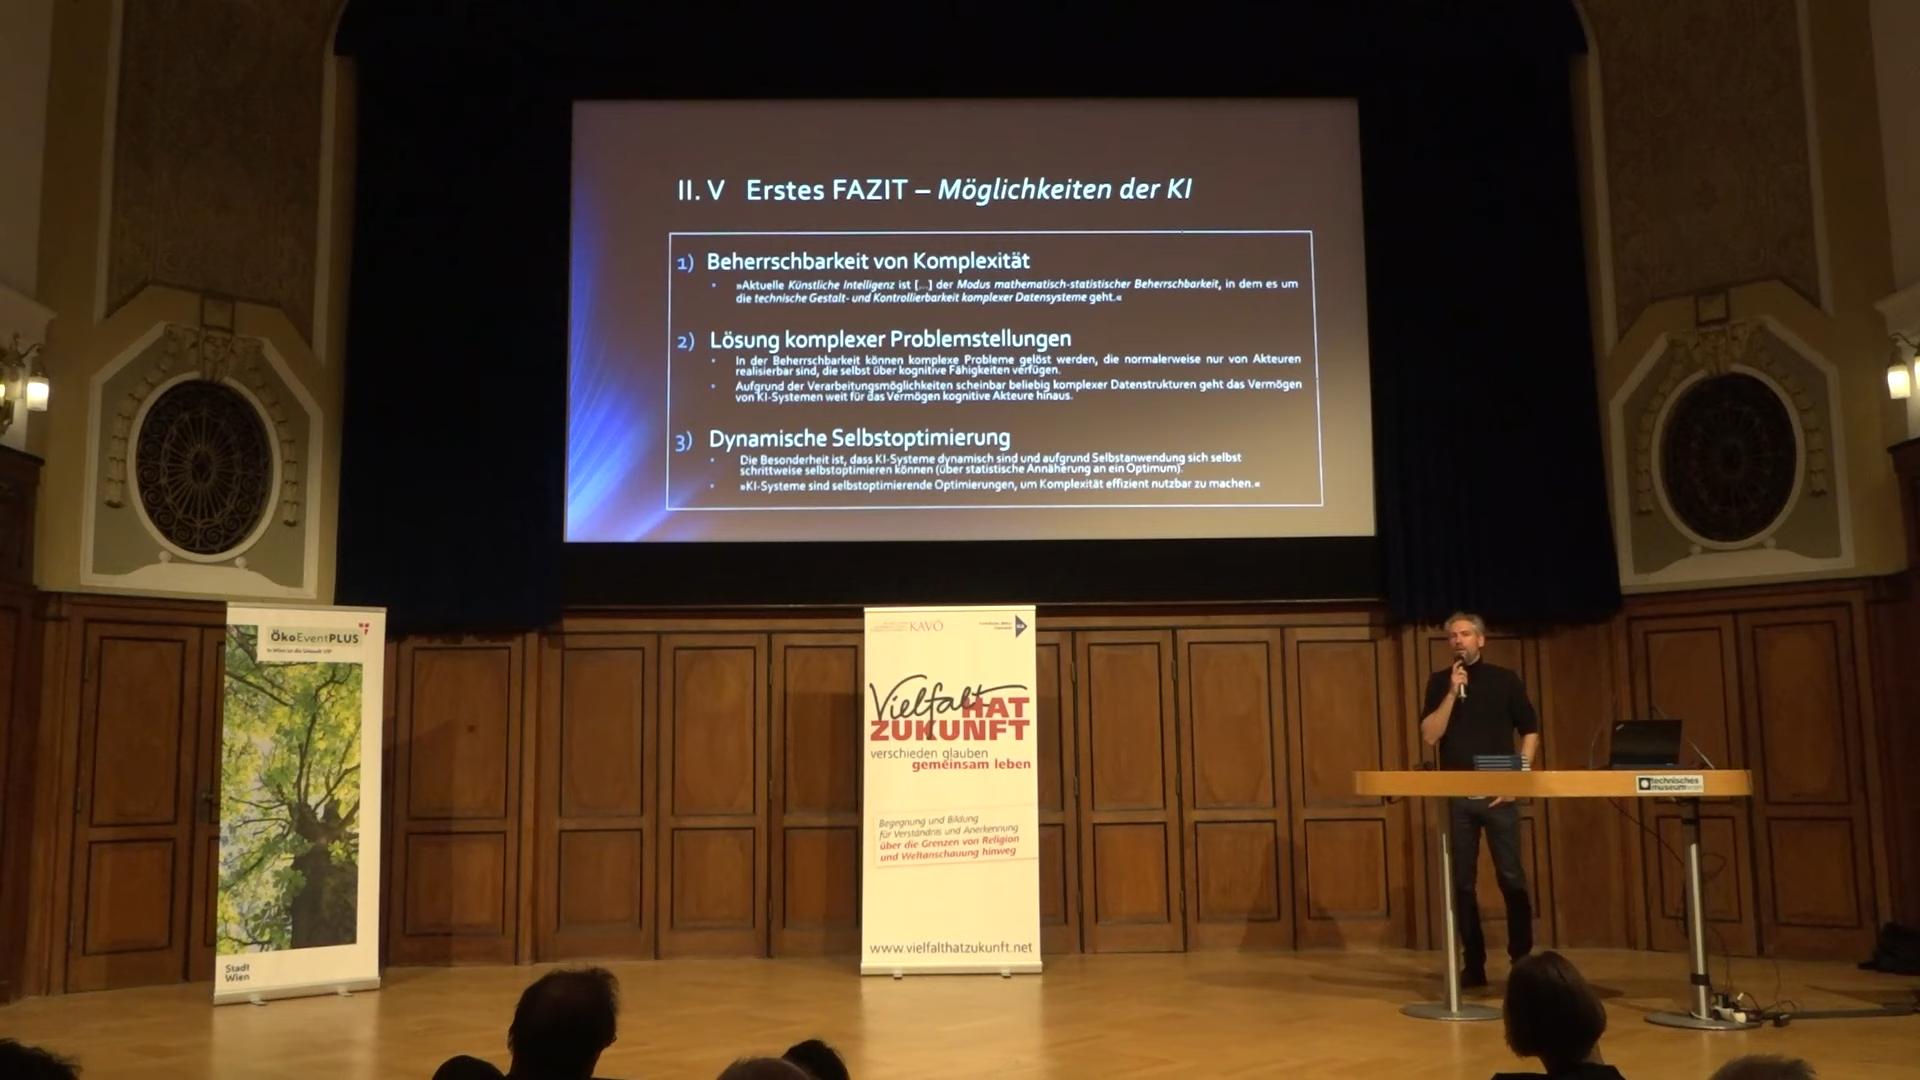 II. V Erstes FAZIT – Möglichkeiten der KI
1) Beherrschbarkeit von Komplexität
• »Aktuelle Künstliche Intelligenz ist [...] der Modus mathematisch-statistischer Beherrschbarkeit, in dem es um
die technische Gestalt- und Kontrollierbarkeit komplexer Datensysteme geht.«
2) Lösung komplexer Problemstellungen
• In der Beherrschbarkeit können komplexe Probleme gelöst werden, die normalerweise nur von Akteuren
realisierbar sind, die selbst über kognitive Fähigkeiten verfügen.
• Aufgrund der Verarbeitungsmöglichkeiten scheinbar beliebig komplexer Datenstrukturen geht das Vermögen
von KI-Systemen weit für das Vermögen kognitive Akteure hinaus.
3) Dynamische Selbstoptimierung
• Die Besonderheit ist, dass KI-Systeme dynamisch sind und aufgrund Selbstanwendung sich selbst
schrittweise selbstoptimieren können (über statistische Annäherung an ein Optimum).
• »KI-Systeme sind selbstoptimierende Optimierungen, um Komplexität effizient nutzbar zu machen.«
ÖkoEventPLUS
In Wien ist die Umwelt VIP
Stadt
Wien
KAVÖ
Vielfalt HAT
ZUKUNFT
verschieden glauben
gemeinsam leben
Begegnung und Bildung
für Verständnis und Anerkennung
über die Grenzen von Religion
und Weltanschauung hinweg
www.vielfalthatzukunft.net
technisches
museum wien